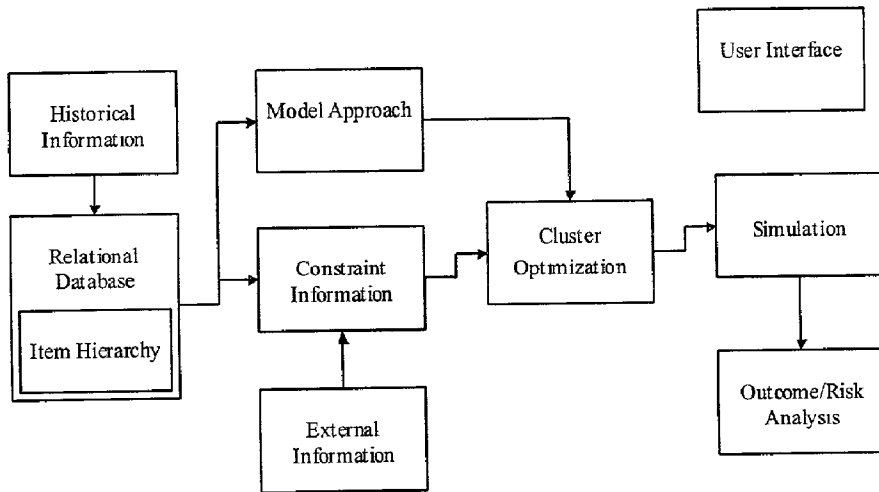 User Interface
Historical
Information
Model Approach
Relational
Database
Item Hierarchy
Constraint
Information
External
Information
Cluster
Optimization
Simulation
Outcome/Risk
Analysis